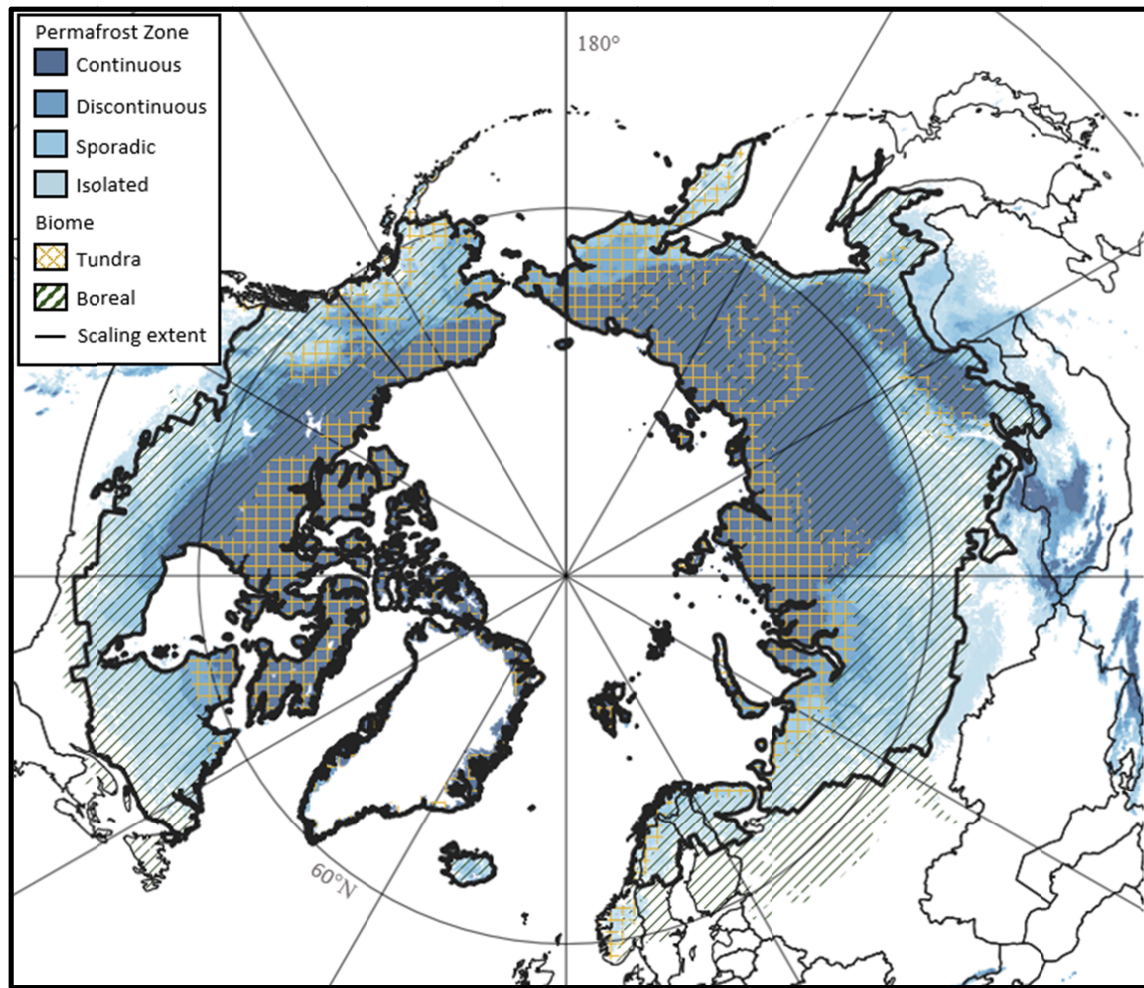 Permafrost Zone
Continuous
Discontinuous
Sporadic
Isolated
Biome
Tundra
Boreal
Scaling extent
180°
60°N